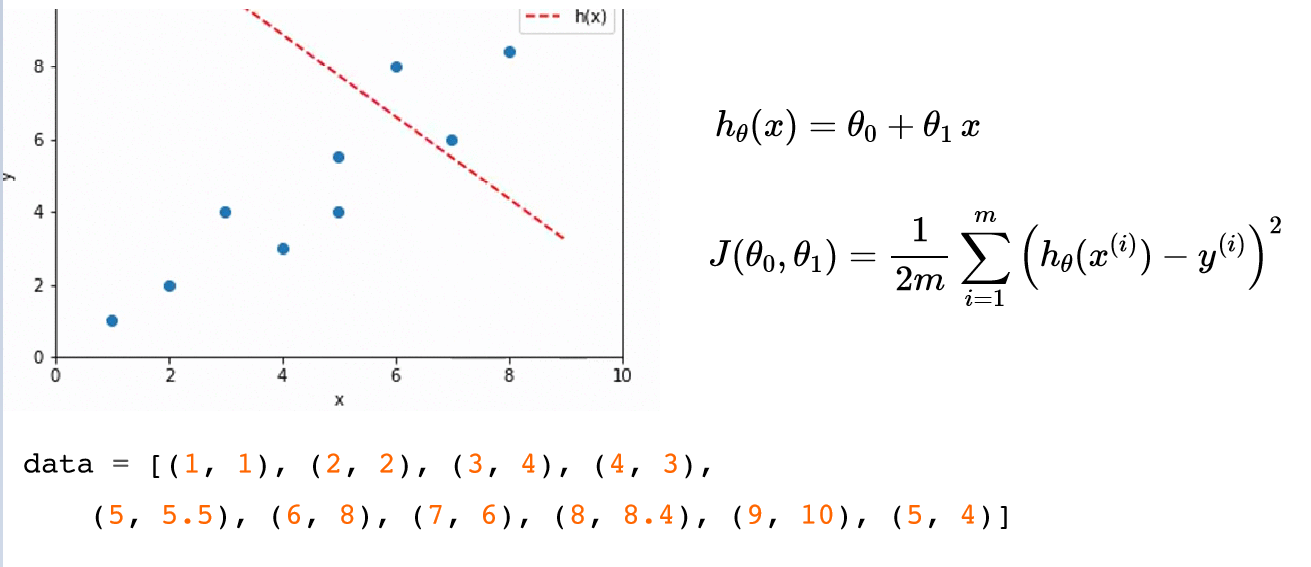 h(x)
8
6
4
2
0
y
0 2 4 6 8 10
x
hθ(x) = θ0 + θ1 x
J(θ0, θ1) = 1/2m ∑ i=1 m (hθ(x(i)) − y(i))2
data = [(1, 1), (2, 2), (3, 4), (4, 3),
(5, 5.5), (6, 8), (7, 6), (8, 8.4), (9, 10), (5, 4)]